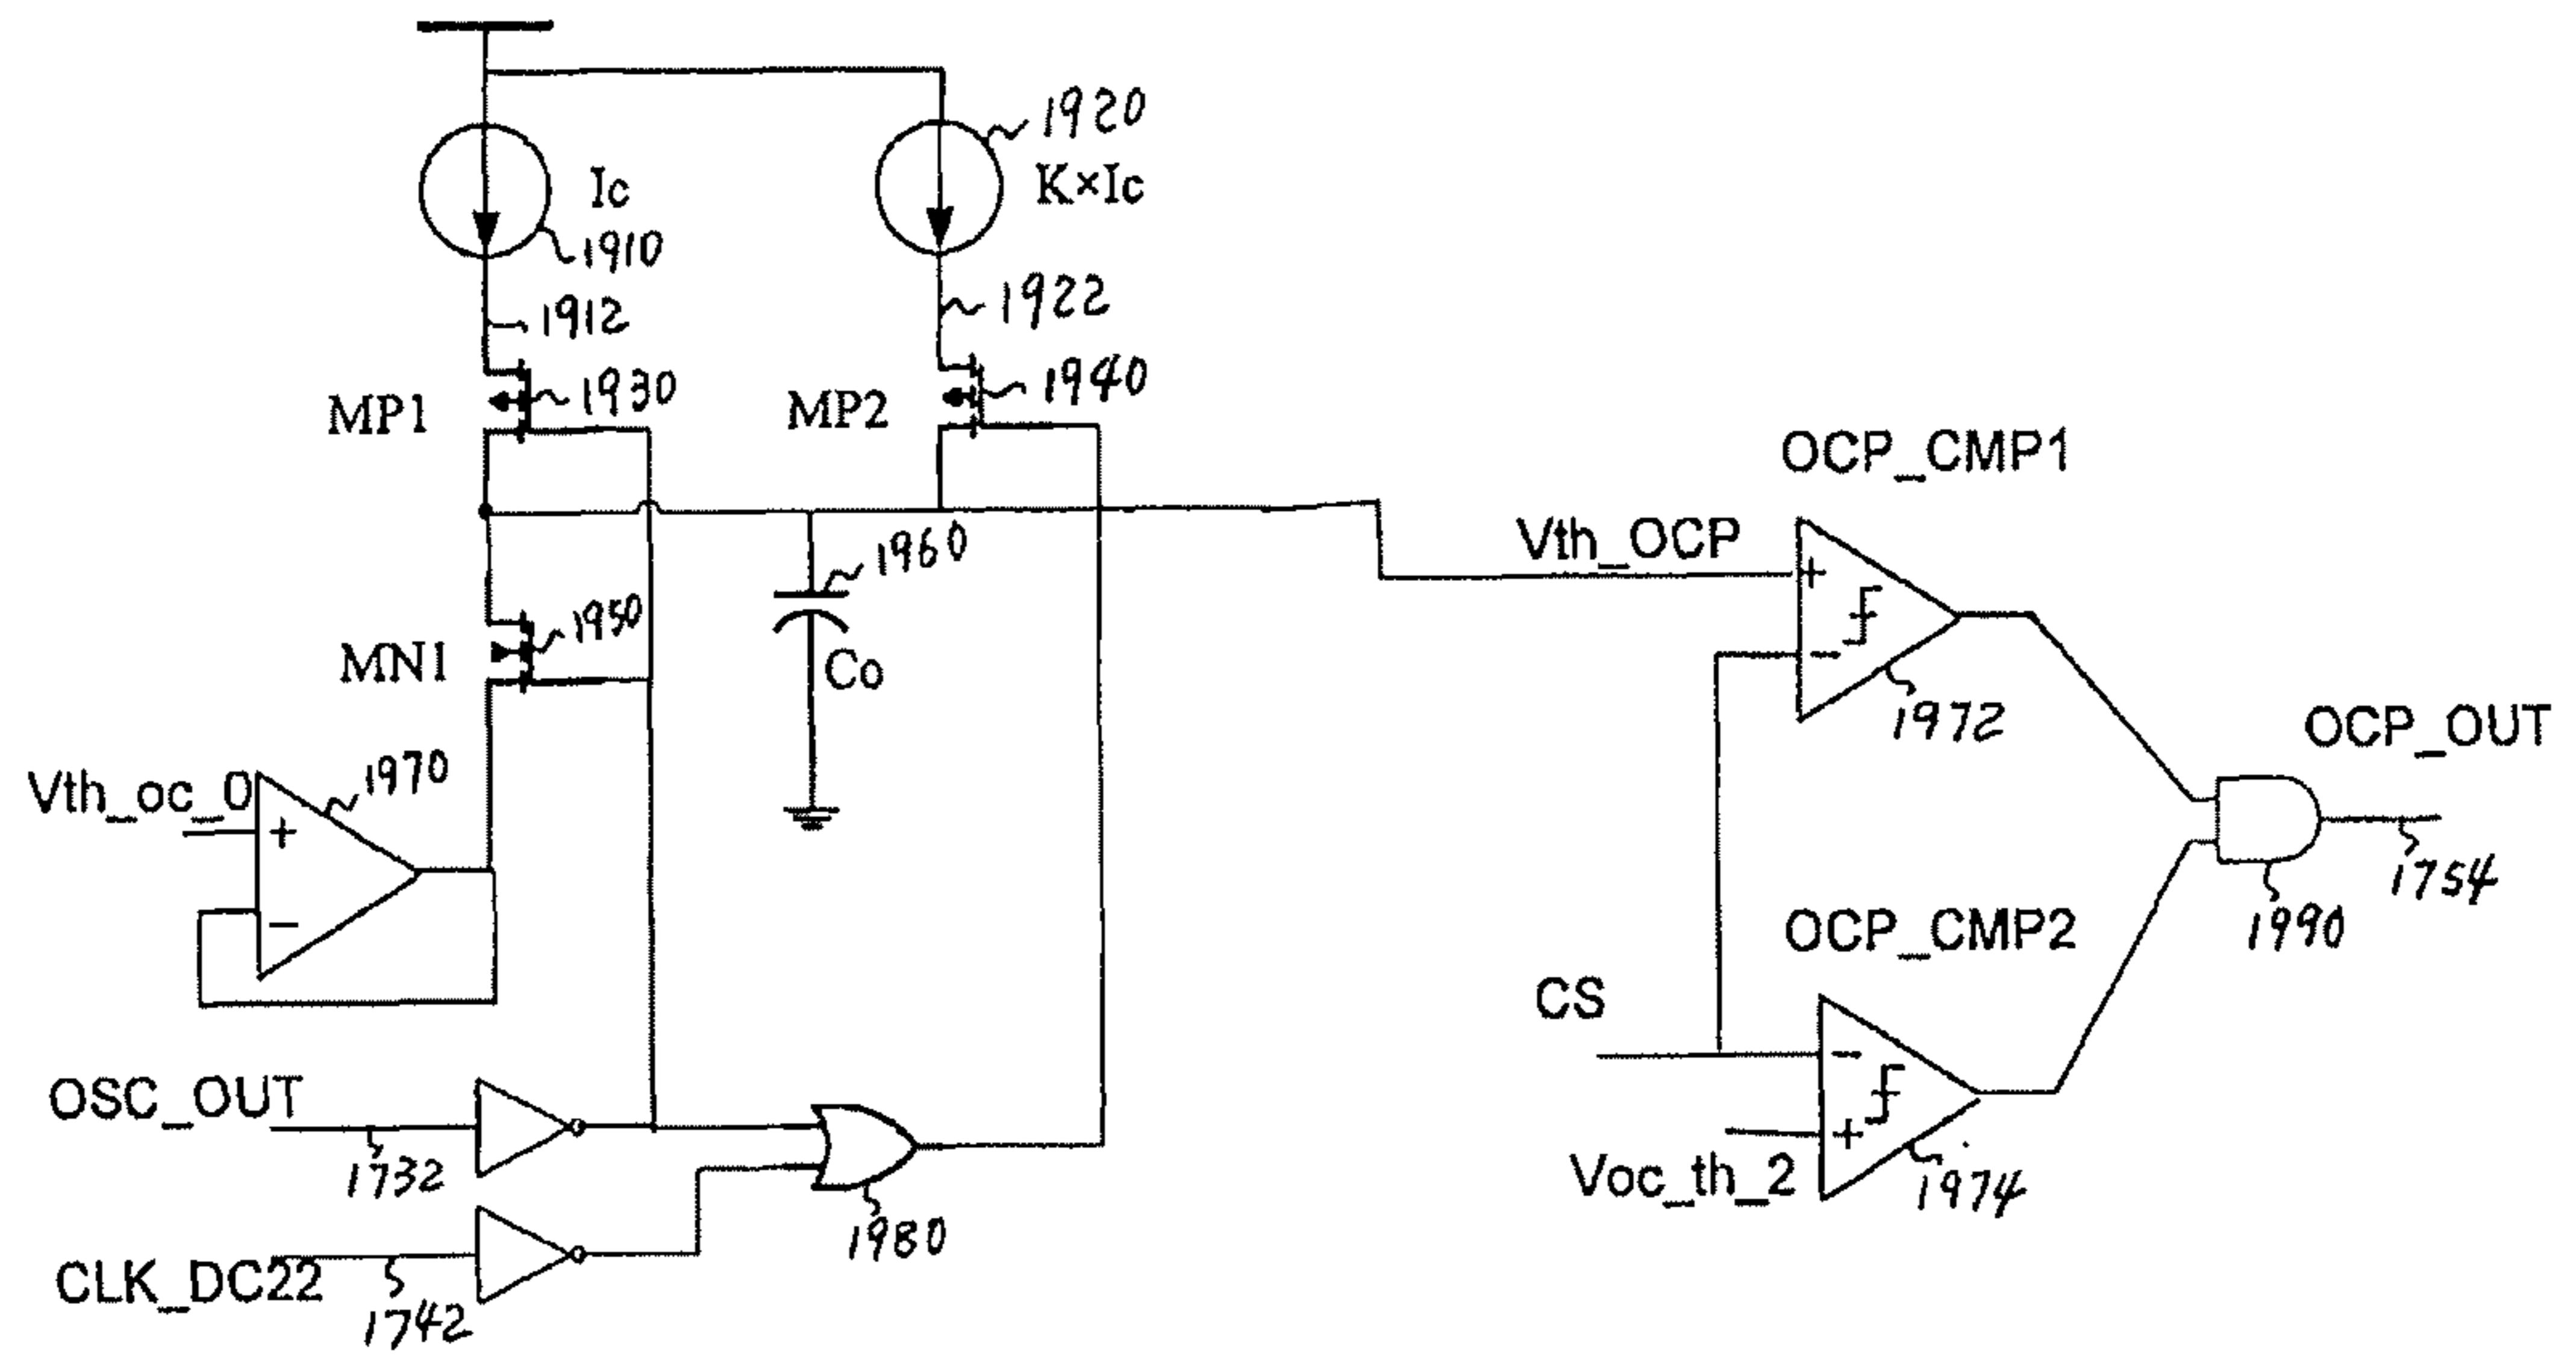 1920
Ic
K×Ic
1910
1922
1912
MP1
1930
MP2
1940
OCP_CMP1
Vth_OCP
+
-
1960
1972
MN1
1950
Co
OCP_OUT
Vth_oc_0
1970
+
-
1754
1990
OCP_CMP2
CS
-
+
OSC_OUT
1732
Voc_th_2
1974
1980
CLK_DC22
1742